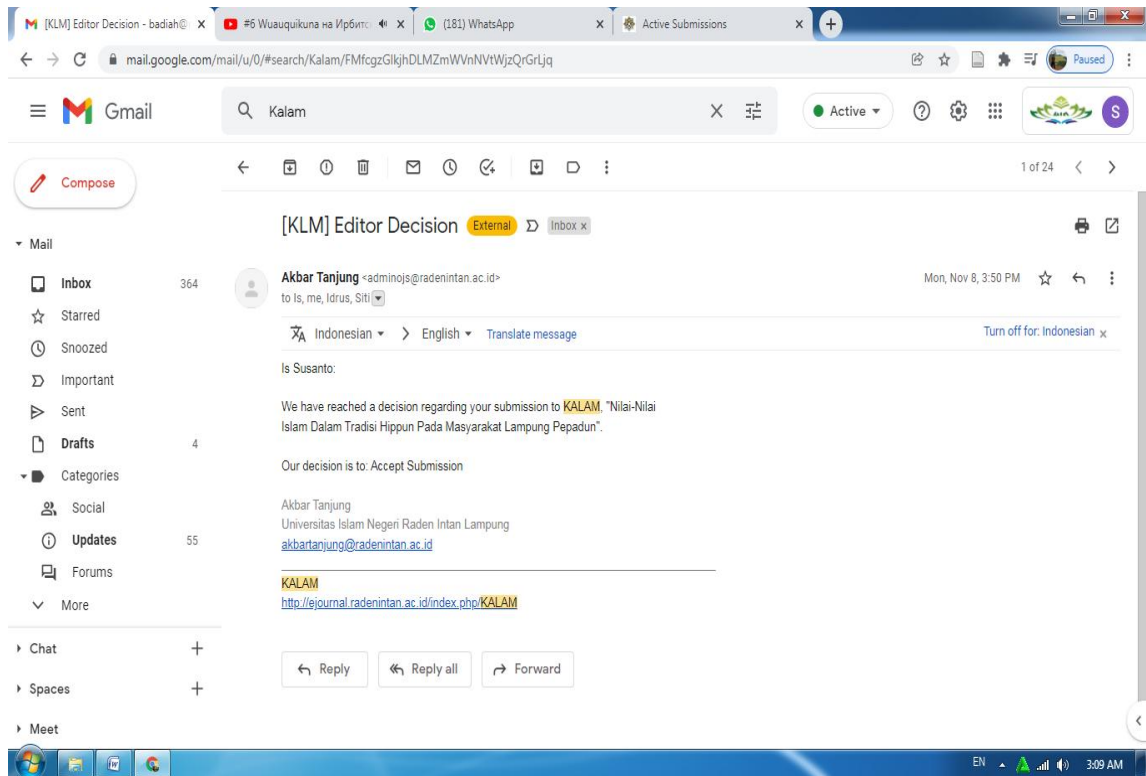 [KLM] Editor Decision - badiah@
#6 Wuauquikuna на Ирбитс
(181) WhatsApp
Active Submissions
mail.google.com/mail/u/0/#search/Kalam/FMfcgzGlkjhDLMZmWVnNVtWjzQrGrLjq
Paused
Gmail
Kalam
Active
S
Compose
1 of 24
Mail
Inbox 364
Starred
Snoozed
Important
Sent
Drafts 4
Categories
Social
Updates 55
Forums
More
Chat
Spaces
Meet
[KLM] Editor Decision External Inbox x
Akbar Tanjung <adminojs@radenintan.ac.id>
Mon, Nov 8, 3:50 PM
to Is, me, Idrus, Siti
Indonesian > English Translate message
Turn off for: Indonesian x
Is Susanto:
We have reached a decision regarding your submission to KALAM, "Nilai-Nilai
Islam Dalam Tradisi Hippun Pada Masyarakat Lampung Pepadun".
Our decision is to: Accept Submission
Akbar Tanjung
Universitas Islam Negeri Raden Intan Lampung
akbartanjung@radenintan.ac.id
KALAM
http://ejournal.radenintan.ac.id/index.php/KALAM
Reply
Reply all
Forward
EN
3:09 AM